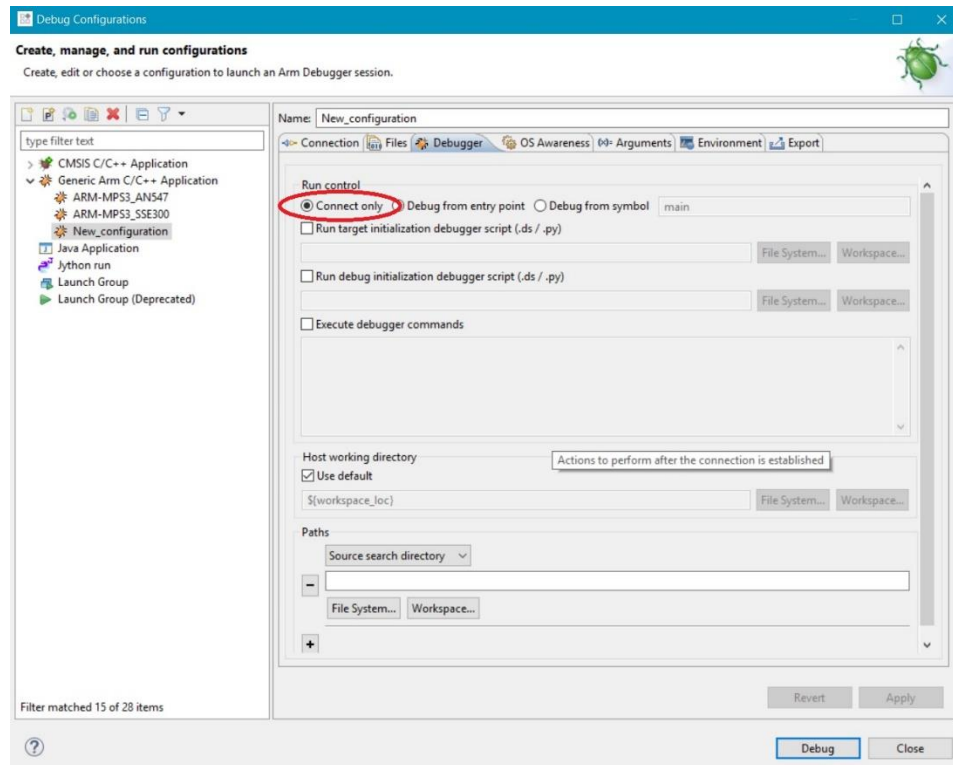 Debug Configurations
Create, manage, and run configurations
Create, edit or choose a configuration to launch an Arm Debugger session.
type filter text
CMSIS C/C++ Application
Generic Arm C/C++ Application
ARM-MPS3_AN547
ARM-MPS3_SSE300
New_configuration
Java Application
Jython run
Launch Group
Launch Group (Deprecated)
Filter matched 15 of 28 items
Name: New_configuration
Connection Files Debugger OS Awareness Arguments Environment Export
Run control
Connect only Debug from entry point Debug from symbol main
Run target initialization debugger script (.ds / .py)
File System... Workspace...
Run debug initialization debugger script (.ds / .py)
File System... Workspace...
Execute debugger commands
Host working directory
Actions to perform after the connection is established
Use default
${workspace_loc} File System... Workspace...
Paths
Source search directory
File System... Workspace...
Revert Apply
Debug Close